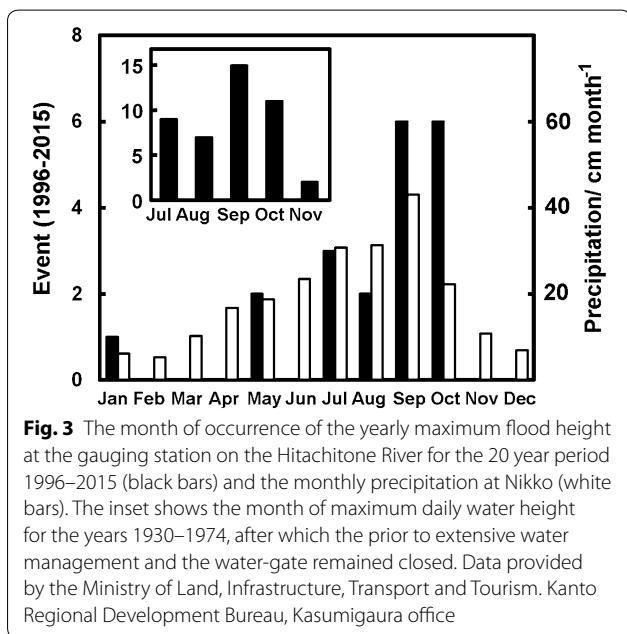 8
6
4
2
0
Event (1996-2015)
15
10
5
0
Jul Aug Sep Oct Nov
60
40
20
Precipitation/ cm month-1
Jan Feb Mar Apr May Jun Jul Aug Sep Oct Nov Dec
Fig. 3 The month of occurrence of the yearly maximum flood height
at the gauging station on the Hitachitone River for the 20 year period
1996–2015 (black bars) and the monthly precipitation at Nikko (white
bars). The inset shows the month of maximum daily water height
for the years 1930–1974, after which the prior to extensive water
management and the water-gate remained closed. Data provided
by the Ministry of Land, Infrastructure, Transport and Tourism. Kanto
Regional Development Bureau, Kasumigaura office